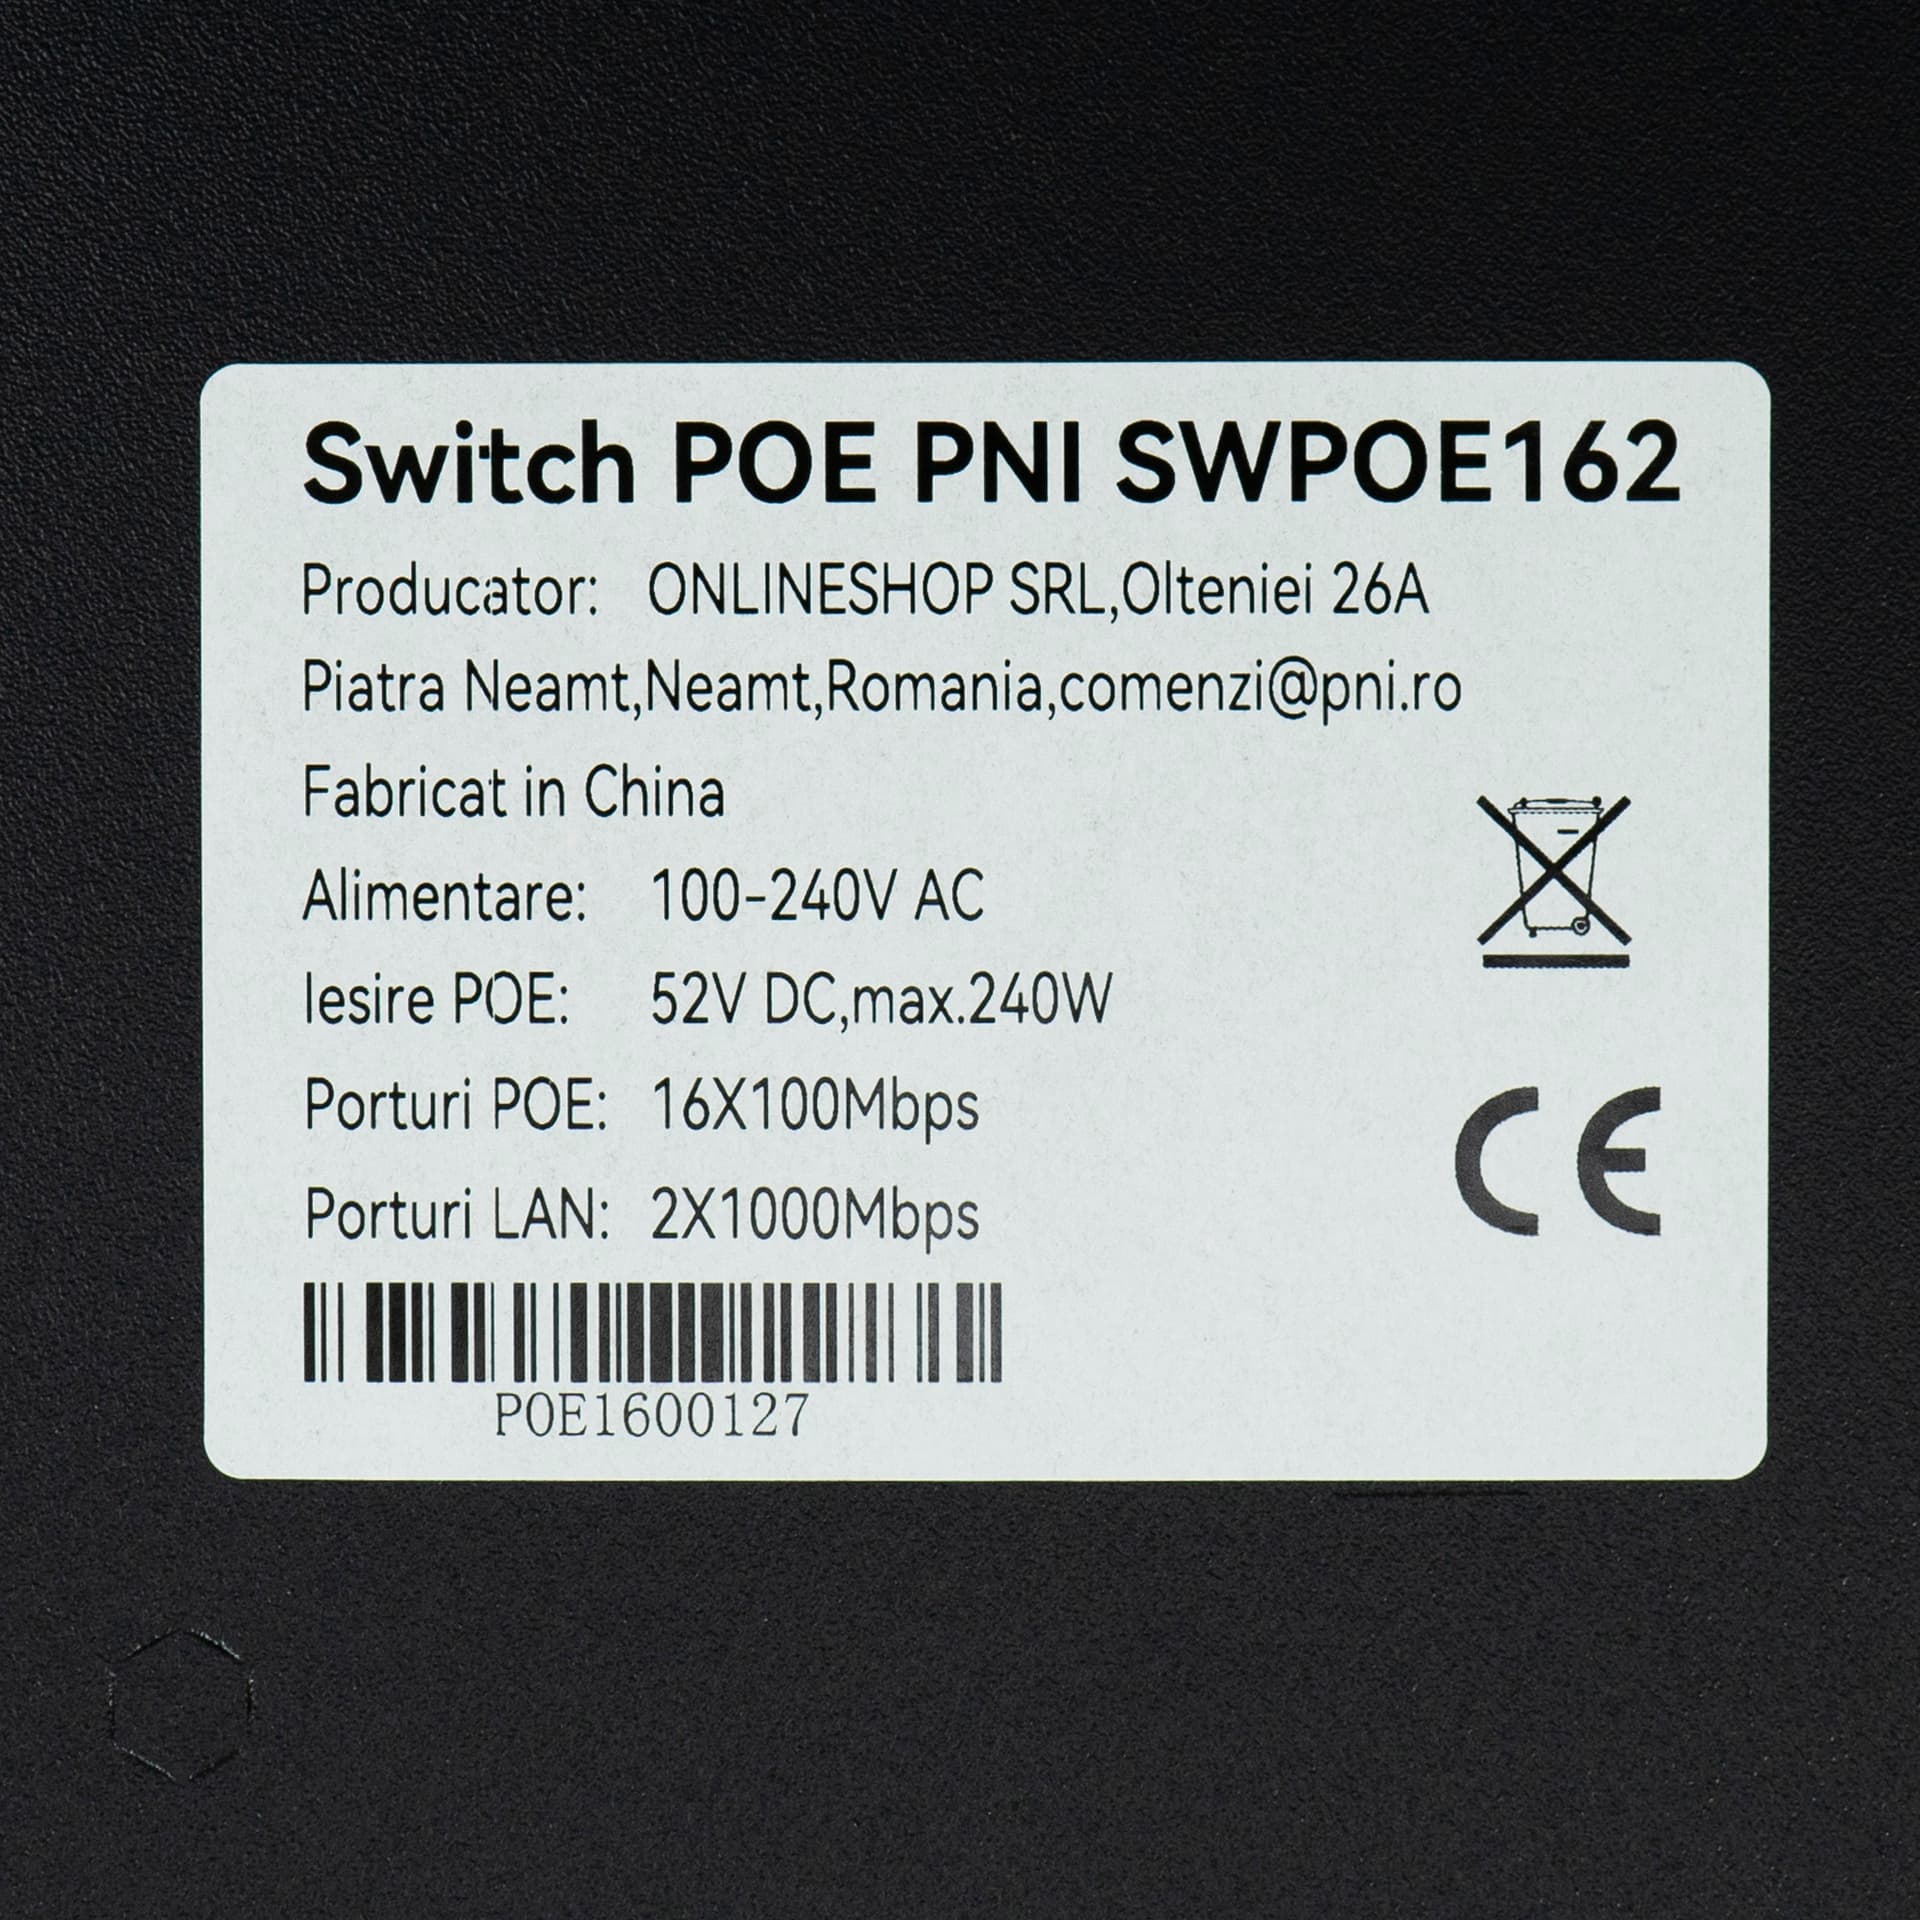 Switch POE PNI SWPOE162
Producator: ONLINESHOP SRL,Olteniei 26A
Piatra Neamt,Neamt,Romania,comenzi@pni.ro
Fabricat in China
Alimentare: 100-240V AC
Iesire POE: 52V DC,max.240W
Porturi POE: 16X100Mbps
Porturi LAN: 2X1000Mbps
CE
POE1600127